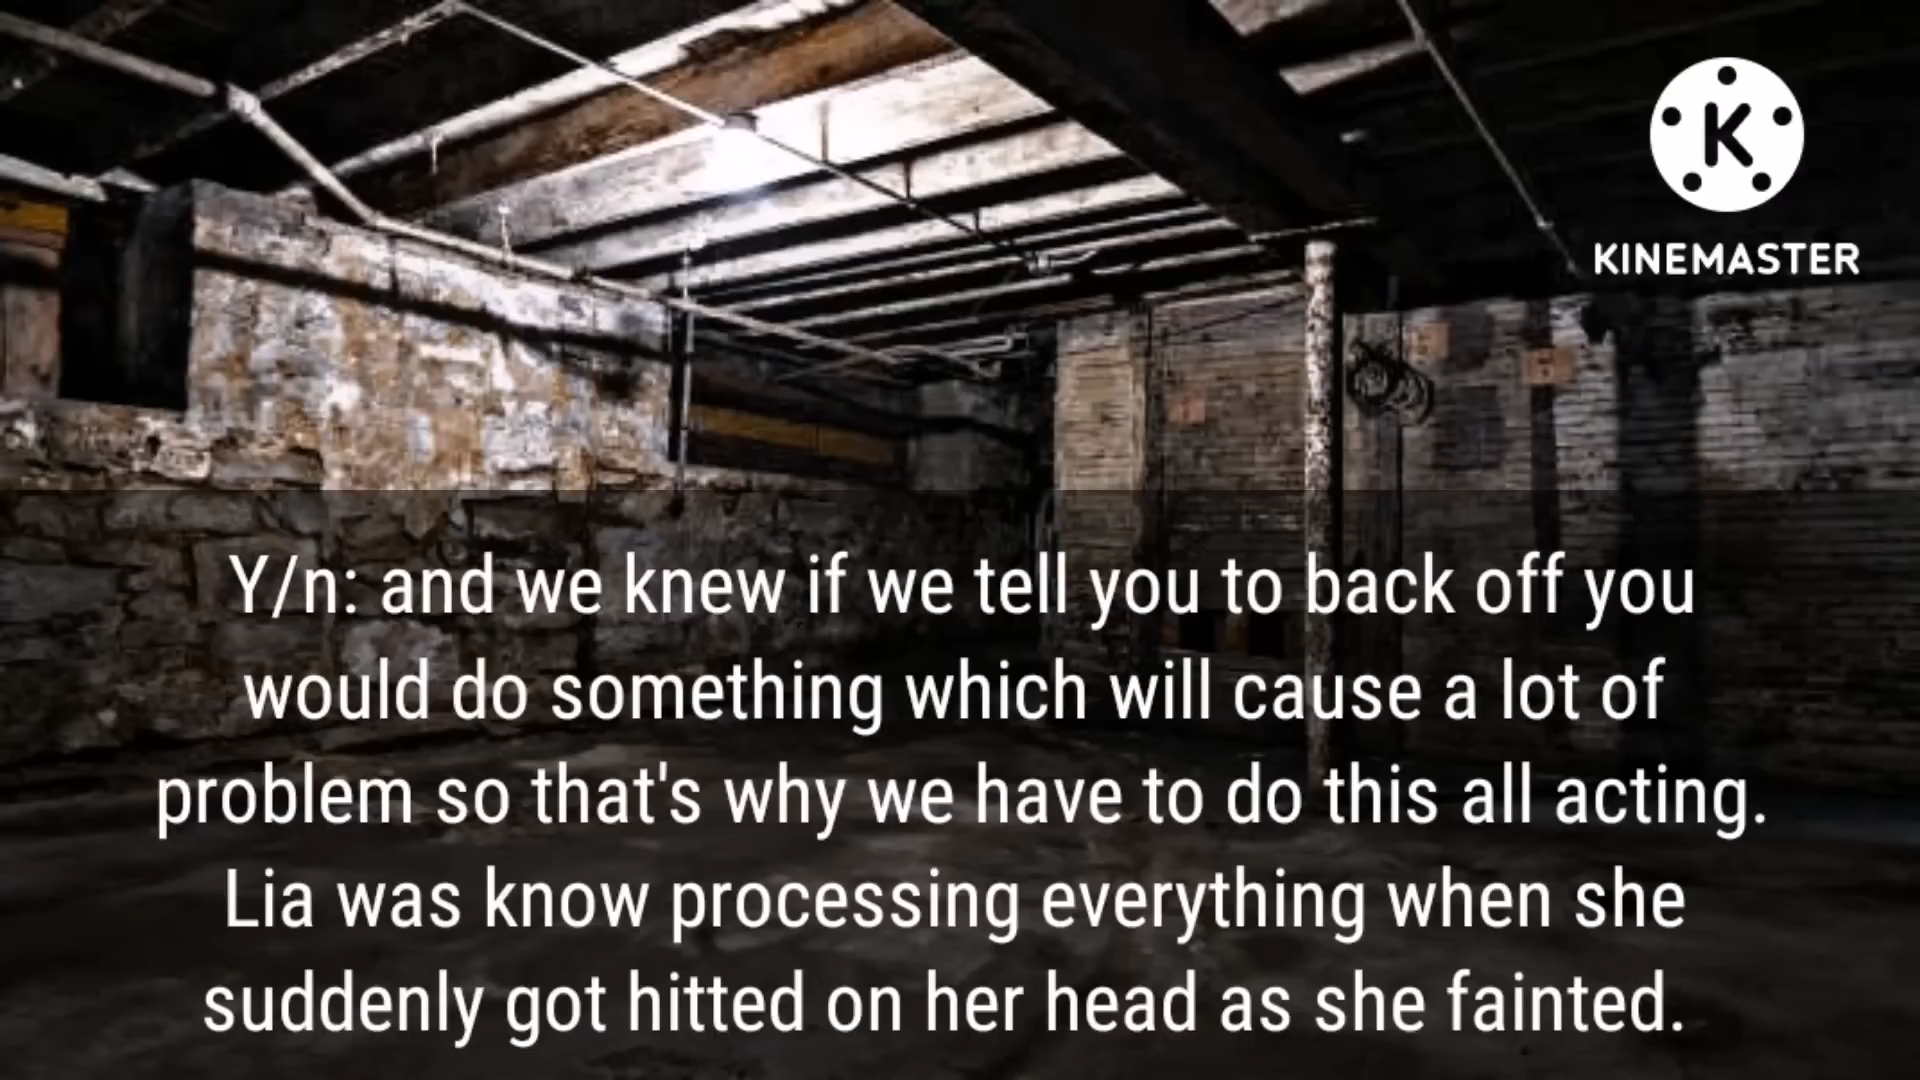 KINEMASTER
Y/n: and we knew if we tell you to back off you
would do something which will cause a lot of
problem so that's why we have to do this all acting.
Lia was know processing everything when she
suddenly got hitted on her head as she fainted.